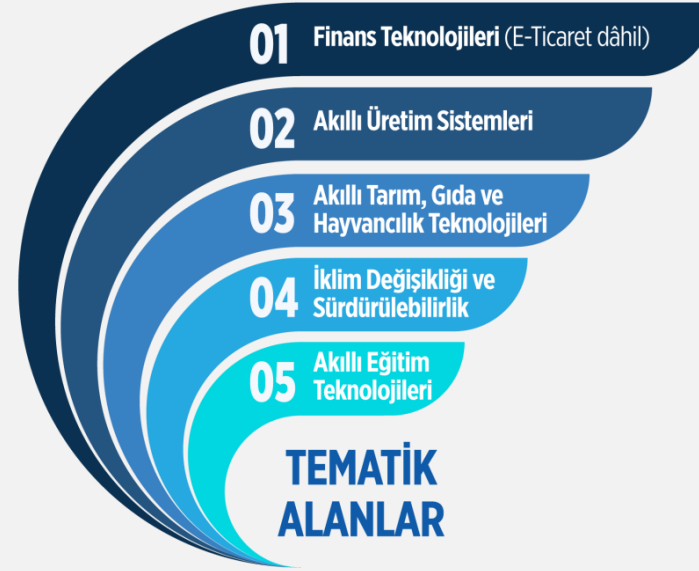 01 Finans Teknolojileri (E-Ticaret dâhil)
02 Akıllı Üretim Sistemleri
03 Akıllı Tarım, Gıda ve
Hayvancılık Teknolojileri
04 İklim Değişikliği ve
Sürdürülebilirlik
05 Akıllı Eğitim
Teknolojileri
TEMATİK
ALANLAR